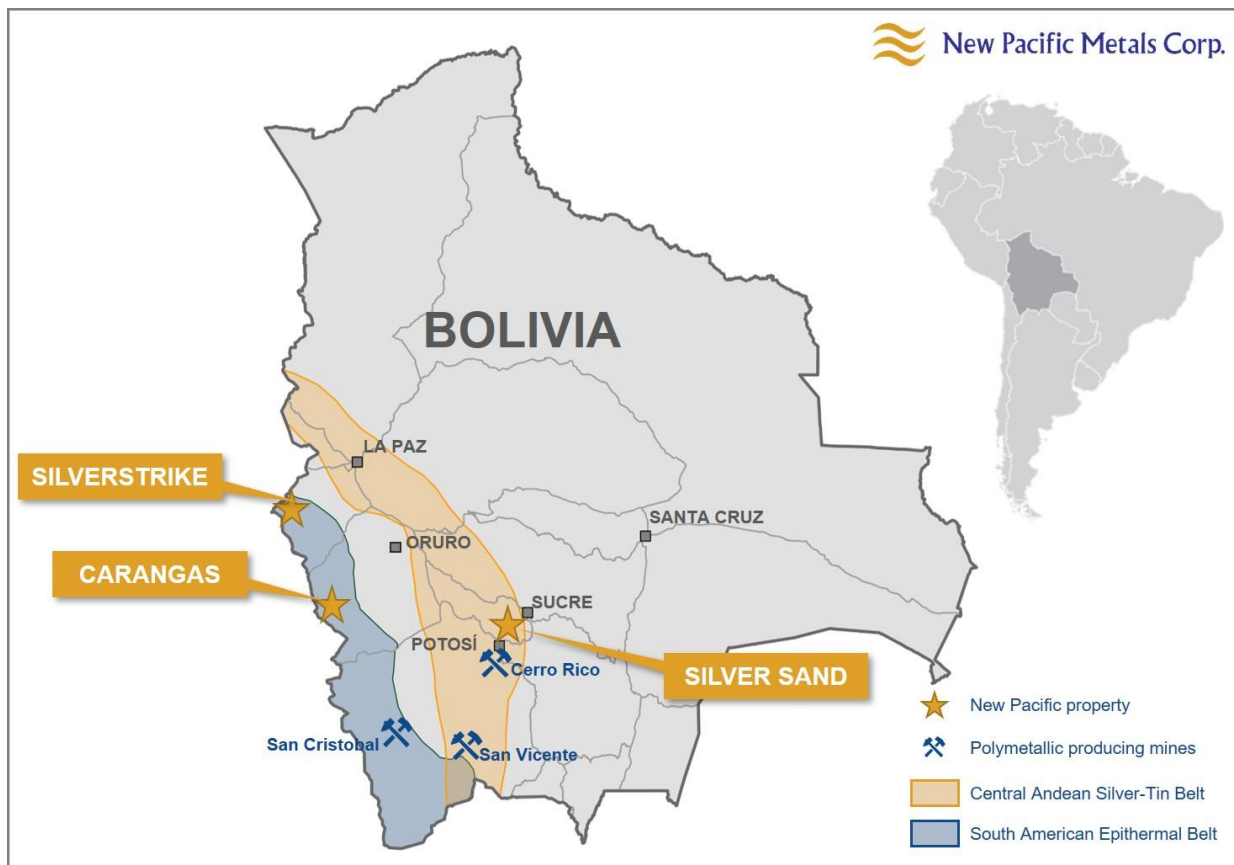 New Pacific Metals Corp.
BOLIVIA
LA PAZ
SILVERSTRIKE
SANTA CRUZ
ORURO
CARANGAS
SUCRE
POTOSÍ
Cerro Rico
SILVER SAND
San Cristobal
San Vicente
New Pacific property
Polymetallic producing mines
Central Andean Silver-Tin Belt
South American Epithermal Belt